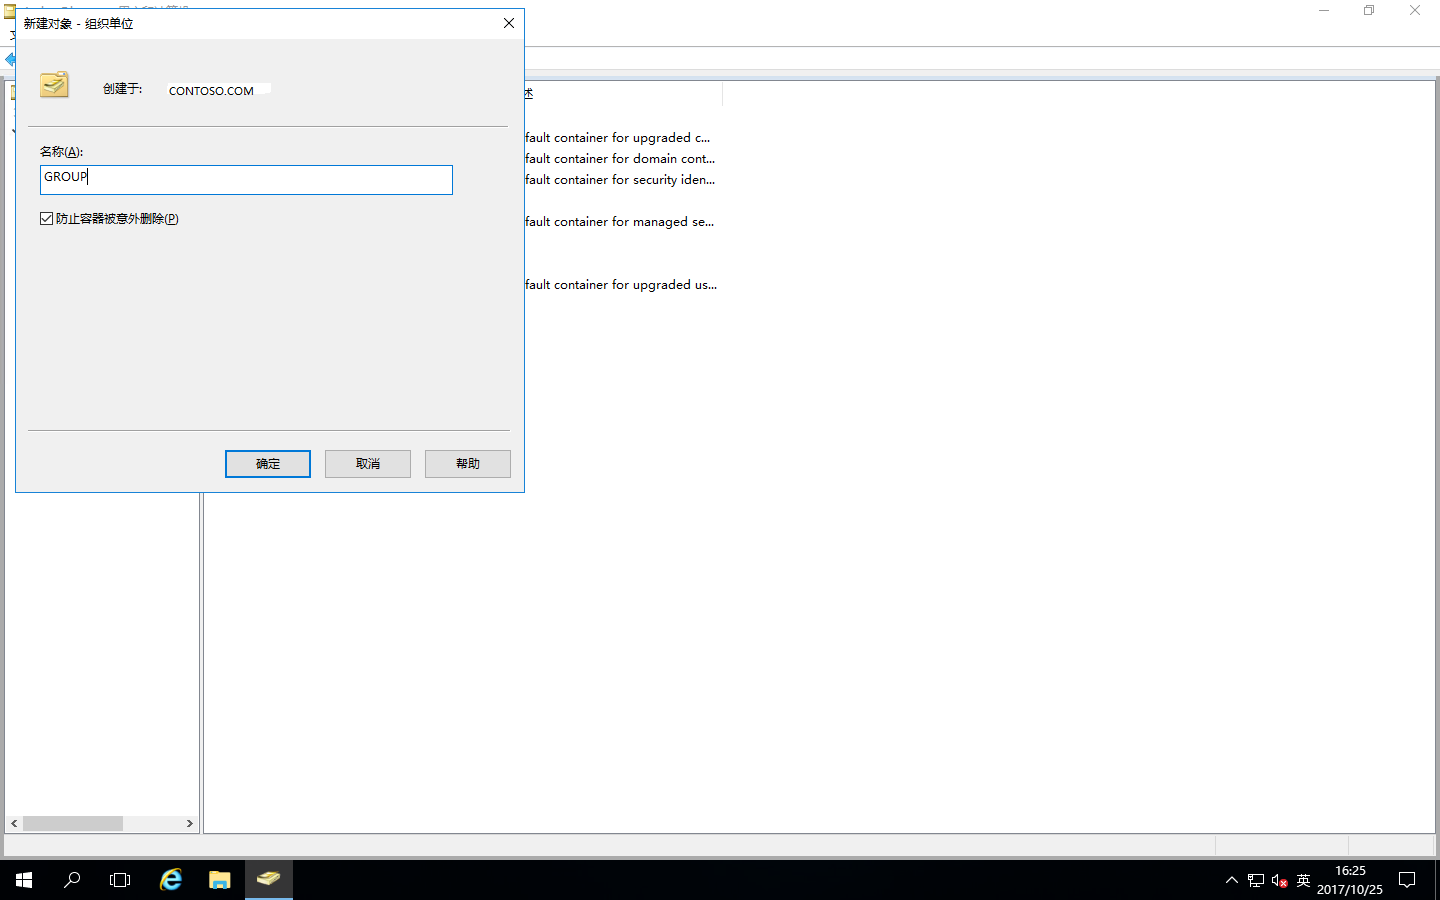 新建对象 - 组织单位
创建于: CONTOSO.COM
名称(A):
GROUP
防止容器被意外删除(P)
确定 取消 帮助
述
fault container for upgraded c...
fault container for domain cont...
fault container for security iden...
fault container for managed se...
fault container for upgraded us...
英
16:25
2017/10/25